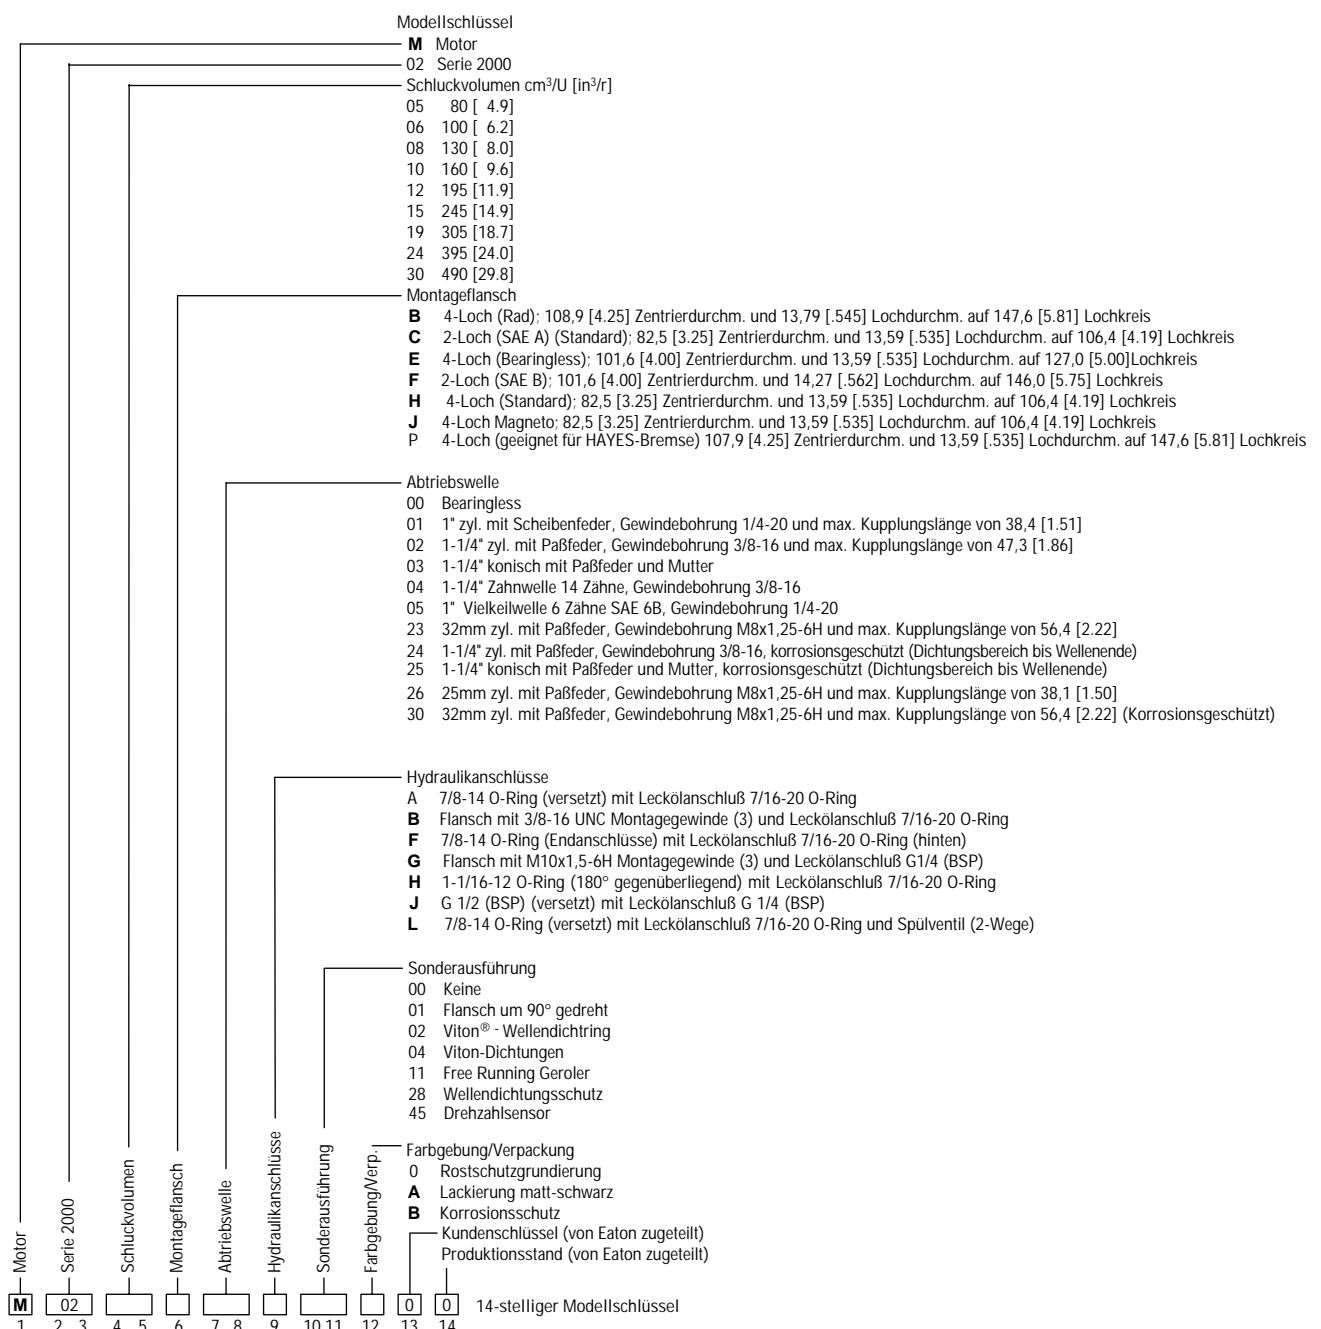 Modellschlüssel
M Motor
02 Serie 2000
Schluckvolumen cm³/U [in³/r]
05 80 [ 4.9]
06 100 [ 6.2]
08 130 [ 8.0]
10 160 [ 9.6]
12 195 [11.9]
15 245 [14.9]
19 305 [18.7]
24 395 [24.0]
30 490 [29.8]
Montageflansch
B 4-Loch (Rad); 108,9 [4.25] Zentrierdurchm. und 13,79 [.545] Lochdurchm. auf 147,6 [5.81] Lochkreis
C 2-Loch (SAE A) (Standard); 82,5 [3.25] Zentrierdurchm. und 13,59 [.535] Lochdurchm. auf 106,4 [4.19] Lochkreis
E 4-Loch (Bearingless); 101,6 [4.00] Zentrierdurchm. und 13,59 [.535] Lochdurchm. auf 127,0 [5.00]Lochkreis
F 2-Loch (SAE B); 101,6 [4.00] Zentrierdurchm. und 14,27 [.562] Lochdurchm. auf 146,0 [5.75] Lochkreis
H 4-Loch (Standard); 82,5 [3.25] Zentrierdurchm. und 13,59 [.535] Lochdurchm. auf 106,4 [4.19] Lochkreis
J 4-Loch Magneto; 82,5 [3.25] Zentrierdurchm. und 13,59 [.535] Lochdurchm. auf 106,4 [4.19] Lochkreis
P 4-Loch (geeignet für HAYES-Bremse) 107,9 [4.25] Zentrierdurchm. und 13,59 [.535] Lochdurchm. auf 147,6 [5.81] Lochkreis
Abtriebswelle
00 Bearingless
01 1" zyl. mit Scheibenfeder, Gewindebohrung 1/4-20 und max. Kupplungslänge von 38,4 [1.51]
02 1-1/4" zyl. mit Paßfeder, Gewindebohrung 3/8-16 und max. Kupplungslänge von 47,3 [1.86]
03 1-1/4" konisch mit Paßfeder und Mutter
04 1-1/4" Zahnwelle 14 Zähne, Gewindebohrung 3/8-16
05 1" Vielkeilwelle 6 Zähne SAE 6B, Gewindebohrung 1/4-20
23 32mm zyl. mit Paßfeder, Gewindebohrung M8x1,25-6H und max. Kupplungslänge von 56,4 [2.22]
24 1-1/4" zyl. mit Paßfeder, Gewindebohrung 3/8-16, korrosionsgeschützt (Dichtungsbereich bis Wellenende)
25 1-1/4" konisch mit Paßfeder und Mutter, korrosionsgeschützt (Dichtungsbereich bis Wellenende)
26 25mm zyl. mit Paßfeder, Gewindebohrung M8x1,25-6H und max. Kupplungslänge von 38,1 [1.50]
30 32mm zyl. mit Paßfeder, Gewindebohrung M8x1,25-6H und max. Kupplungslänge von 56,4 [2.22] (Korrosionsgeschützt)
Hydraulikanschlüsse
A 7/8-14 O-Ring (versetzt) mit Leckölanschluß 7/16-20 O-Ring
B Flansch mit 3/8-16 UNC Montagegewinde (3) und Leckölanschluß 7/16-20 O-Ring
F 7/8-14 O-Ring (Endanschlüsse) mit Leckölanschluß 7/16-20 O-Ring (hinten)
G Flansch mit M10x1,5-6H Montagegewinde (3) und Leckölanschluß G1/4 (BSP)
H 1-1/16-12 O-Ring (180° gegenüberliegend) mit Leckölanschluß 7/16-20 O-Ring
J G 1/2 (BSP) (versetzt) mit Leckölanschluß G 1/4 (BSP)
L 7/8-14 O-Ring (versetzt) mit Leckölanschluß 7/16-20 O-Ring und Spülventil (2-Wege)
Sonderausführung
00 Keine
01 Flansch um 90° gedreht
02 Viton® - Wellendichtring
04 Viton-Dichtungen
11 Free Running Geroler
28 Wellendichtungsschutz
45 Drehzahlsensor
Farbgebung/Verpackung
0 Rostschutzgrundierung
A Lackierung matt-schwarz
B Korrosionsschutz
Kundenschlüssel (von Eaton zugeteilt)
Produktionsstand (von Eaton zugeteilt)
Motor
Serie 2000
Schluckvolumen
Montageflansch
Abtriebswelle
Hydraulikanschlüsse
Sonderausführung
Farbgebung/Verp.
M 02 0 0 14-stelliger Modellschlüssel
1 2 3 4 5 6 7 8 9 10 11 12 13 14